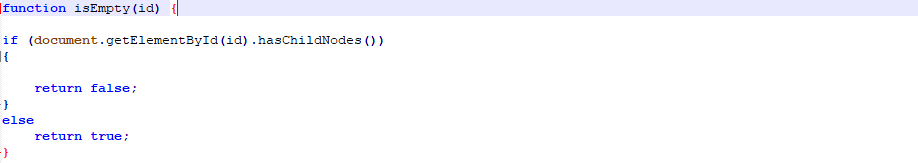 function isEmpty(id) {
if (document.getElementById(id).hasChildNodes())
{
return false;
}
else
return true;
}